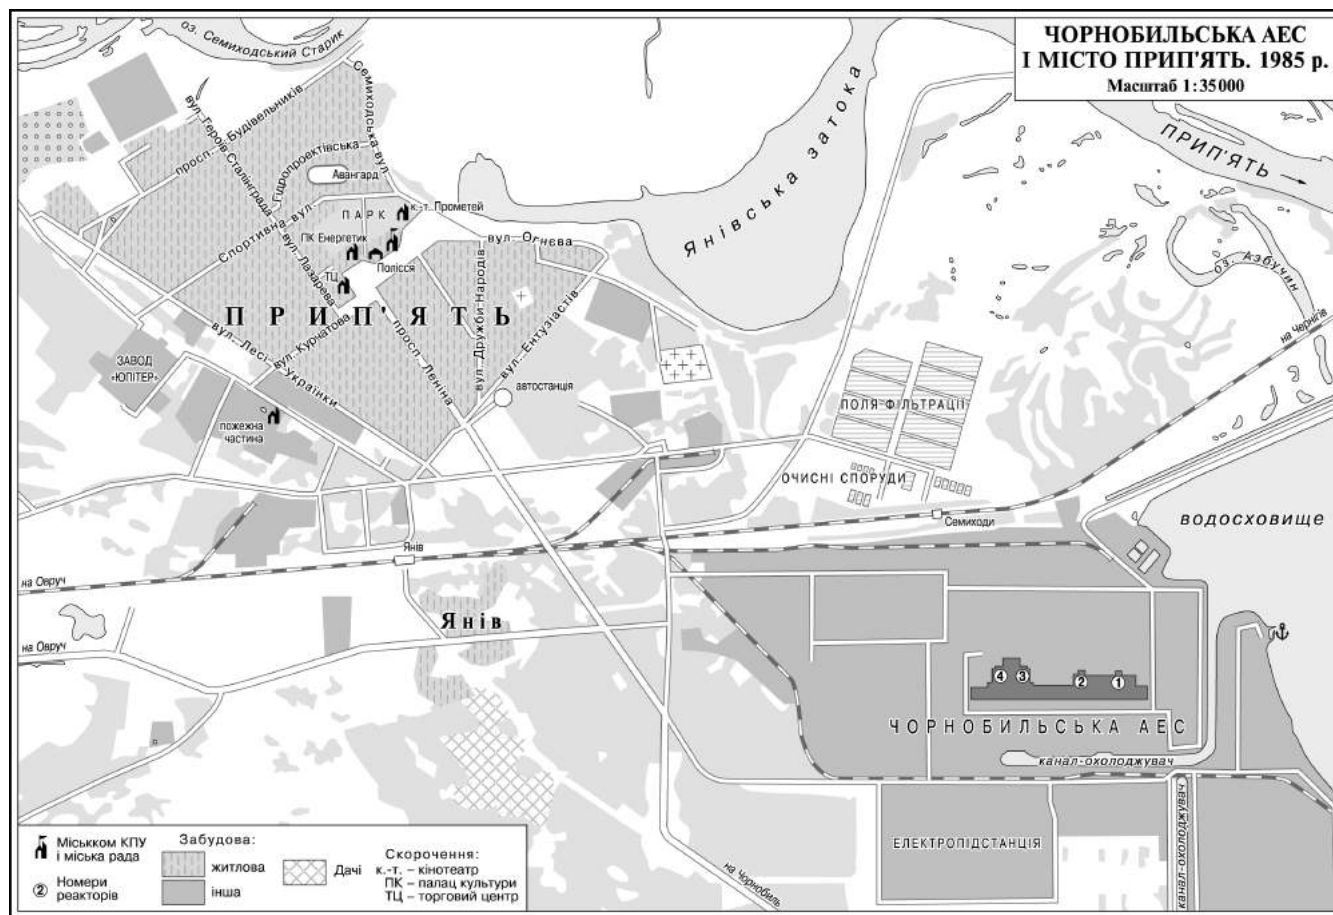 ЧОРНОБИЛЬСЬКА АЕС
І МІСТО ПРИП'ЯТЬ. 1985 р.
Масштаб 1:35000
оз. Семиходський Старик
Семиходська вул.
вул. Героїв Сталінграда
просп. Будівельників
Гідропроектівська
Авангард
ПАРК
к.-т. Прометей
Спортивна вул.
ПК Енергетик
вул. Огнєва
Полісся
ТЦ
вул. Лазарева
ПРИП'ЯТЬ
вул. Дружби Народів
вул. Ентузіастів
вул. Курчатова
просп. Леніна
вул. Лесі Українки
ЗАВОД
«ЮПІТЕР»
автостанція
пожежна
частина
Янівська затока
ПРИП'ЯТЬ
оз. Азбучин
на Чернігів
ПОЛЯ ФІЛЬТРАЦІЇ
ОЧИСНІ СПОРУДИ
Семиходи
ВОДОСХОВИЩЕ
Янів
на Овруч
Янів
на Овруч
4
3
2
1
ЧОРНОБИЛЬСЬКА АЕС
канал-охолоджувач
ЕЛЕКТРОПІДСТАНЦІЯ
канал-охолоджувач
на Чорнобиль
Міськком КПУ
і міська рада
2 Номери
реакторів
Забудова:
житлова
інша
Дачі
Скорочення:
к.-т. – кінотеатр
ПК – палац культури
ТЦ – торговий центр